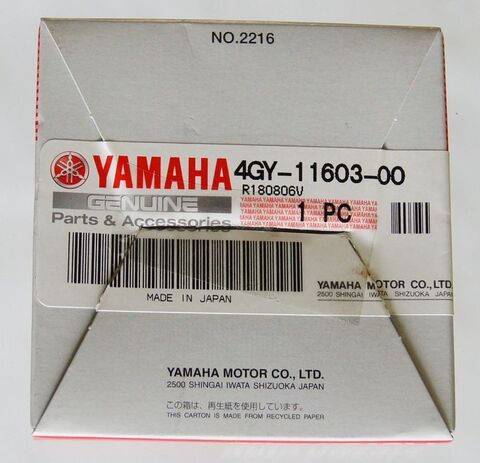 NO.2216
YAMAHA 4GY-11603-00
R180806V
GENUINE
1 PC
Parts & Accessories
MADE IN JAPAN
YAMAHA MOTOR CO., LTD.
2500 SHINGAI IWATA SHIZUOKA JAPAN
YAMAHA MOTOR CO., LTD.
2500 SHINGAI IWATA SHIZUOKA JAPAN
この箱は、再生紙を使用しています。
THIS CARTON IS MADE FROM RECYCLED PAPER